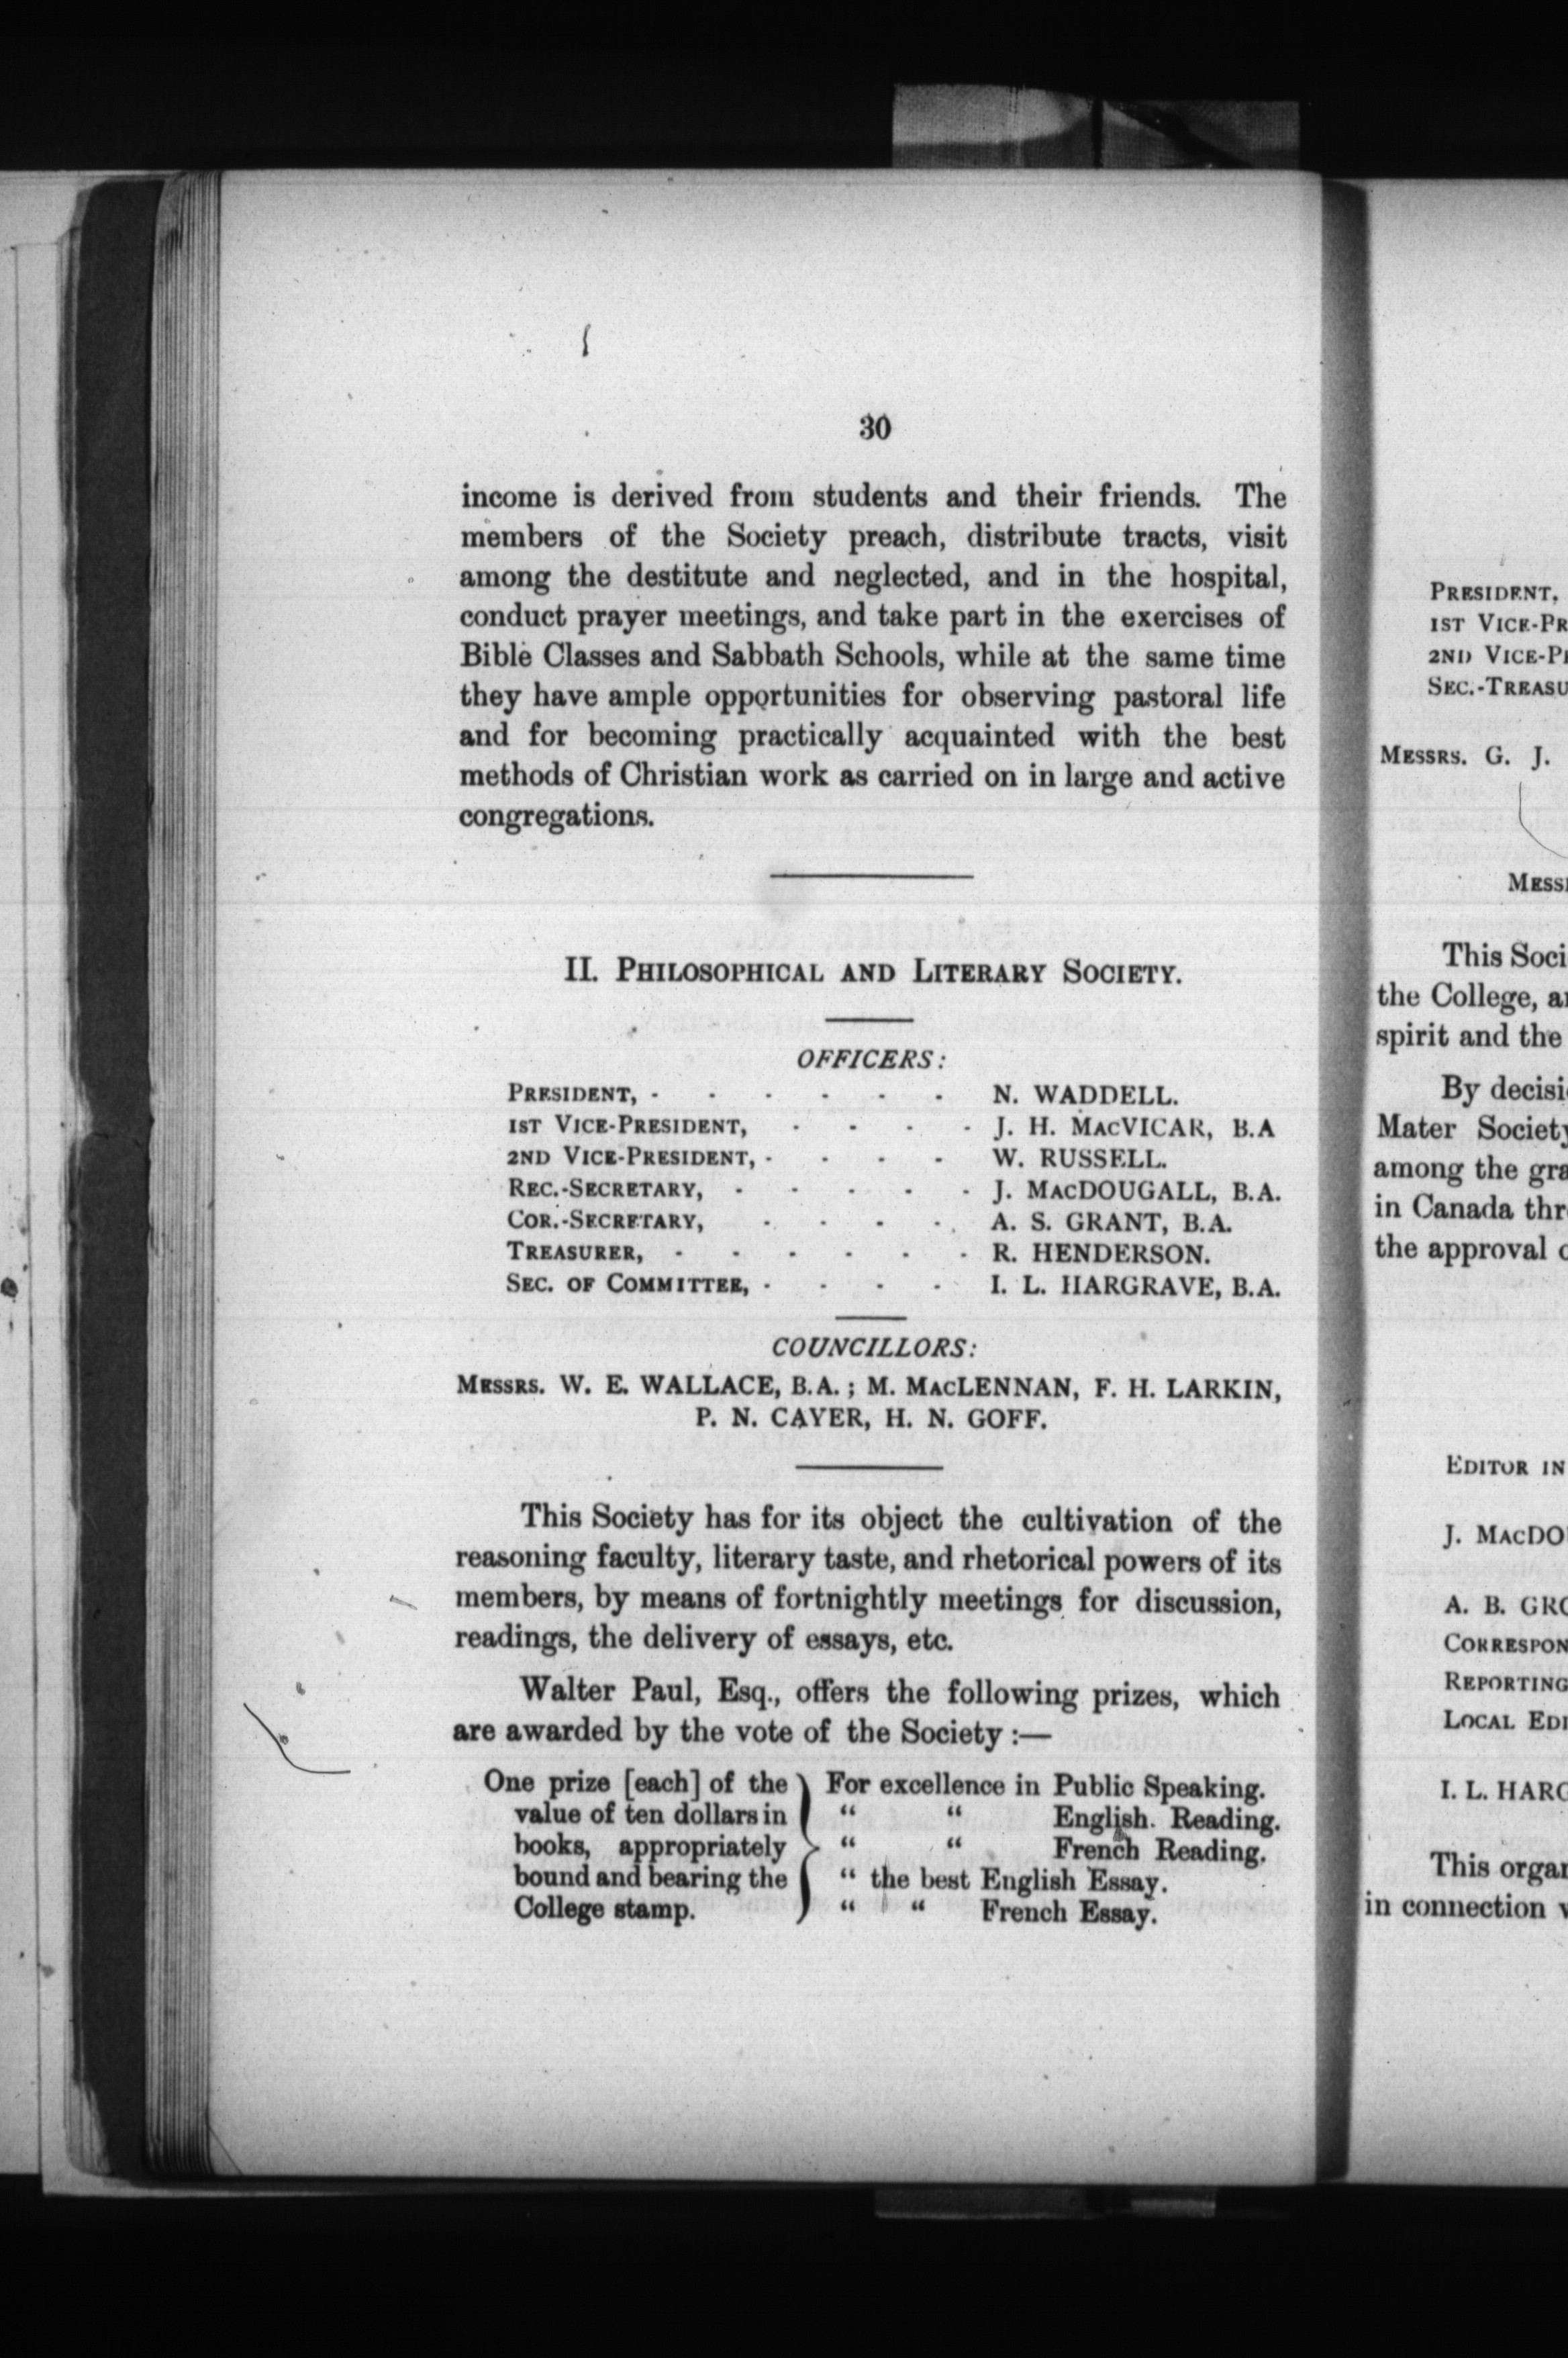 30
income is derived from students and their friends. The
members of the Society preach, distribute tracts, visit
among the destitute and neglected, and in the hospital,
conduct prayer meetings, and take part in the exercises of
Bible Classes and Sabbath Schools, while at the same time
they have ample opportunities for observing pastoral life
and for becoming practically acquainted with the best
methods of Christian work as carried on in large and active
congregations.
II. PHILOSOPHICAL AND LITERARY SOCIETY.
OFFICERS:
PRESIDENT, - - - - - - N. WADDELL.
1ST VICE-PRESIDENT, - - - - J. H. MACVICAR, B.A
2ND VICE-PRESIDENT, - - - - W. RUSSELL.
REC.-SECRETARY, - - - - - J. MACDOUGALL, B.A.
COR.-SECRETARY, - - - - A. S. GRANT, B.A.
TREASURER, - - - - - - R. HENDERSON.
SEC. OF COMMITTEE, - - - - I. L. HARGRAVE, B.A.
COUNCILLORS:
MESSRS. W. E. WALLACE, B.A.; M. MACLENNAN, F. H. LARKIN,
P. N. CAYER, H. N. GOFF.
This Society has for its object the cultivation of the
reasoning faculty, literary taste, and rhetorical powers of its
members, by means of fortnightly meetings for discussion,
readings, the delivery of essays, etc.
Walter Paul, Esq., offers the following prizes, which
are awarded by the vote of the Society :—
One prize [each] of the } For excellence in Public Speaking.
value of ten dollars in “ “ English. Reading.
books, appropriately “ “ French Reading.
bound and bearing the “ the best English Essay.
College stamp. “ “ French Essay.
PRESIDENT,
1ST VICE-PR
2ND VICE-P
SEC.-TREASU
MESSRS. G. J.
MESS
This Soci
the College, a
spirit and the
By decisi
Mater Society
among the gra
in Canada thr
the approval
EDITOR IN
J. MACDO
A. B. GRO
CORRESPON
REPORTING
LOCAL EDI
I. L. HARG
This organ
in connection